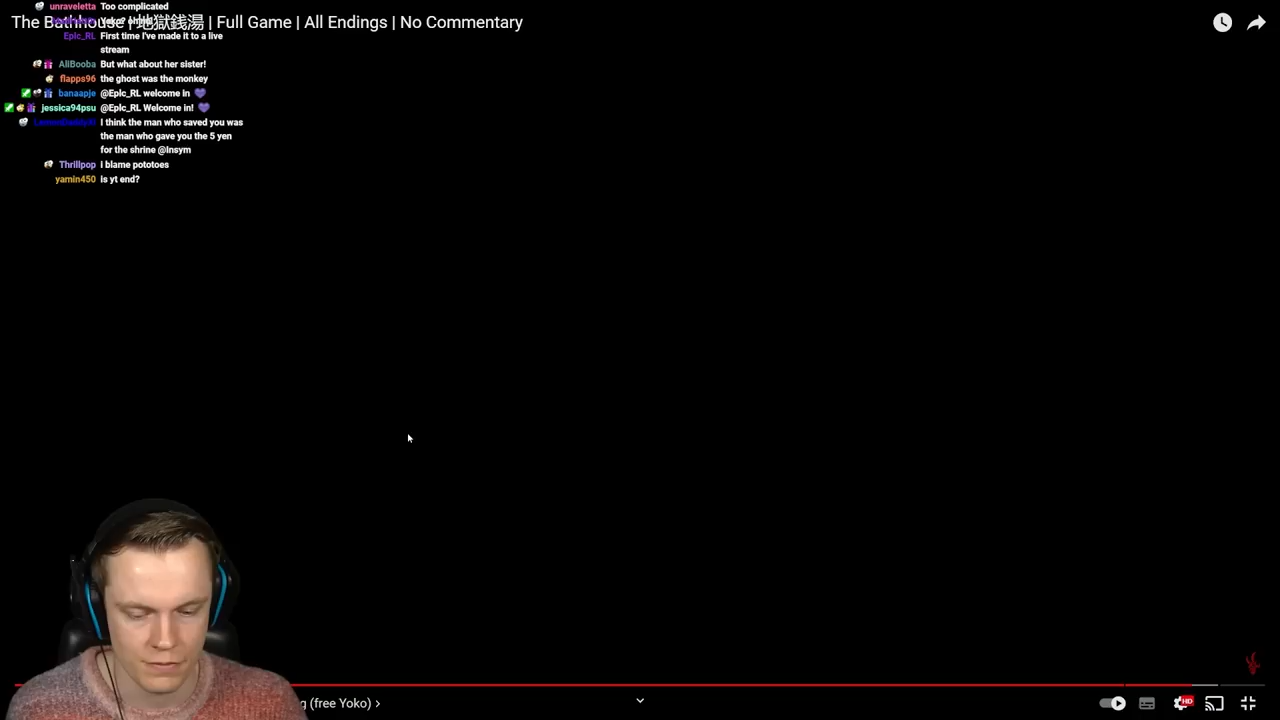 unraveletta Too complicated
The Bathhouse | 地獄銭湯 | Full Game | All Endings | No Commentary
Epic_RL First time I've made it to a live
stream
AliBooba But what about her sister!
flapps96 the ghost was the monkey
banaapje @Epic_RL welcome in
jessica94psu @Epic_RL Welcome in!
I think the man who saved you was
the man who gave you the 5 yen
for the shrine @Insym
Thrillpop I blame pototoes
yamin450 is yt end?
g (free Yoko) >
HD